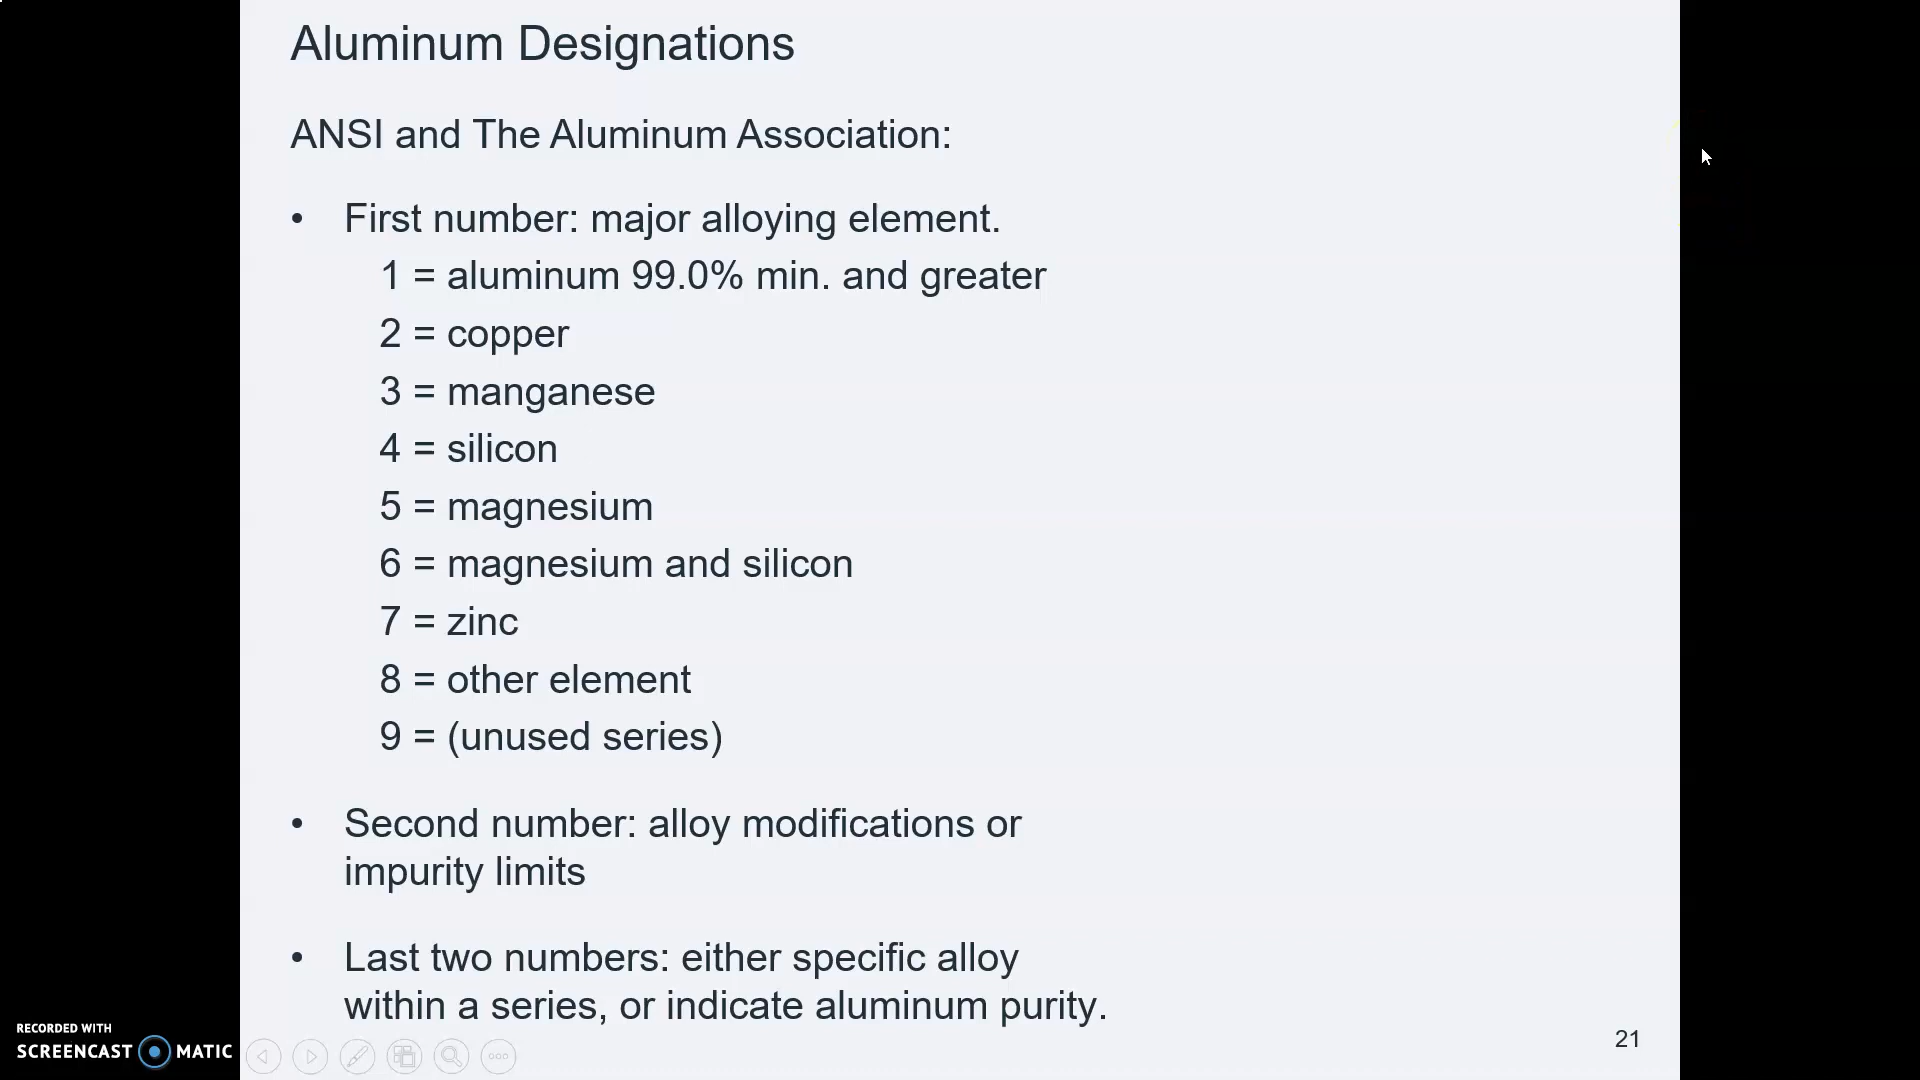 Aluminum Designations
ANSI and The Aluminum Association:
• First number: major alloying element.
1 = aluminum 99.0% min. and greater
2 = copper
3 = manganese
4 = silicon
5 = magnesium
6 = magnesium and silicon
7 = zinc
8 = other element
9 = (unused series)
• Second number: alloy modifications or
impurity limits
• Last two numbers: either specific alloy
within a series, or indicate aluminum purity.
21
RECORDED WITH
SCREENCAST MATIC